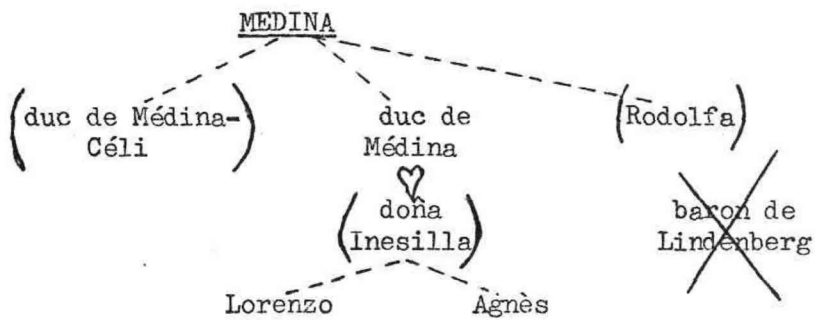 MEDINA
(duc de Médina-
Céli)
duc de
Médina
(Rodolfa)
(doña
Inesilla)
baron de
Lindenberg
Lorenzo Agnès